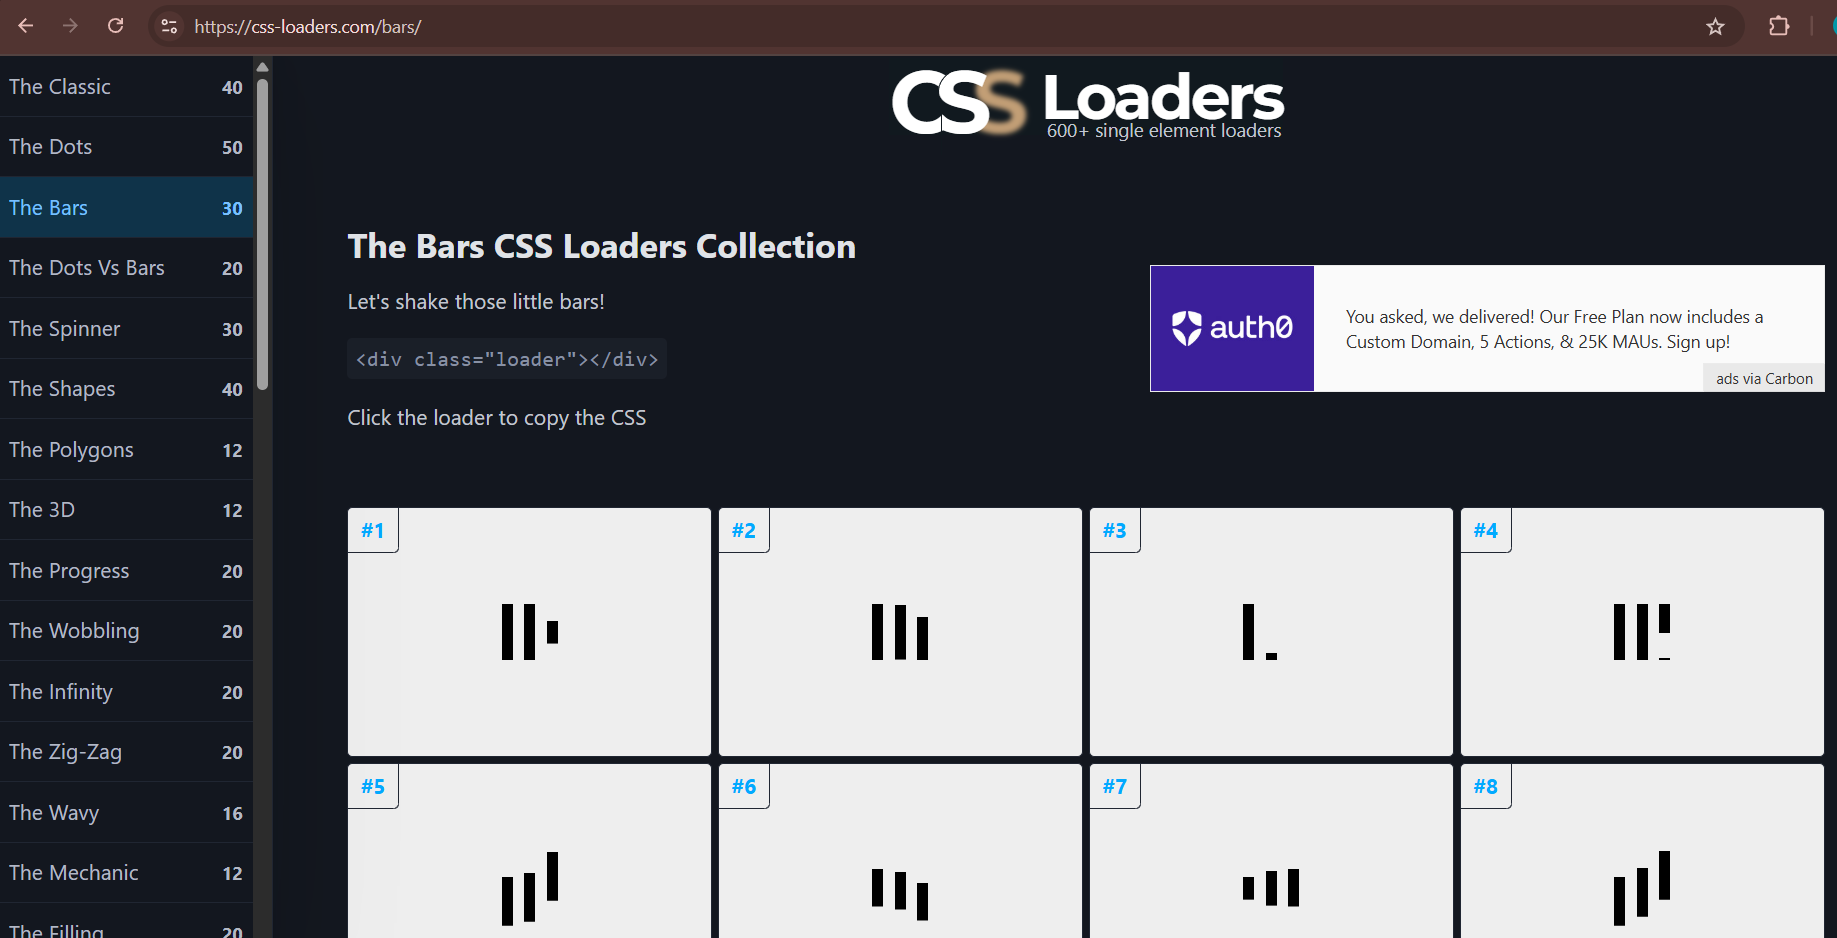 https://css-loaders.com/bars/
The Classic 40
The Dots 50
The Bars 30
The Dots Vs Bars 20
The Spinner 30
The Shapes 40
The Polygons 12
The 3D 12
The Progress 20
The Wobbling 20
The Infinity 20
The Zig-Zag 20
The Wavy 16
The Mechanic 12
The Filling 20
CSS Loaders
600+ single element loaders
The Bars CSS Loaders Collection
Let's shake those little bars!
<div class="loader"></div>
Click the loader to copy the CSS
auth0
You asked, we delivered! Our Free Plan now includes a
Custom Domain, 5 Actions, & 25K MAUs. Sign up!
ads via Carbon
#1 #2 #3 #4
#5 #6 #7 #8